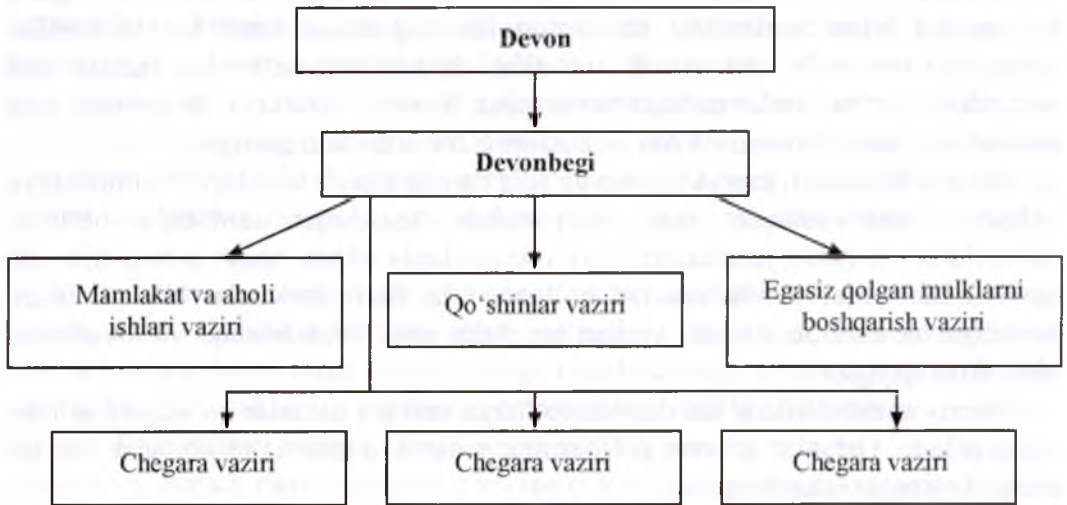 Devon
Devonbegi
Mamlakat va aholi
ishlari vaziri
Qo‘shinlar vaziri
Egasiz qolgan mulklarni
boshqarish vaziri
Chegara vaziri
Chegara vaziri
Chegara vaziri